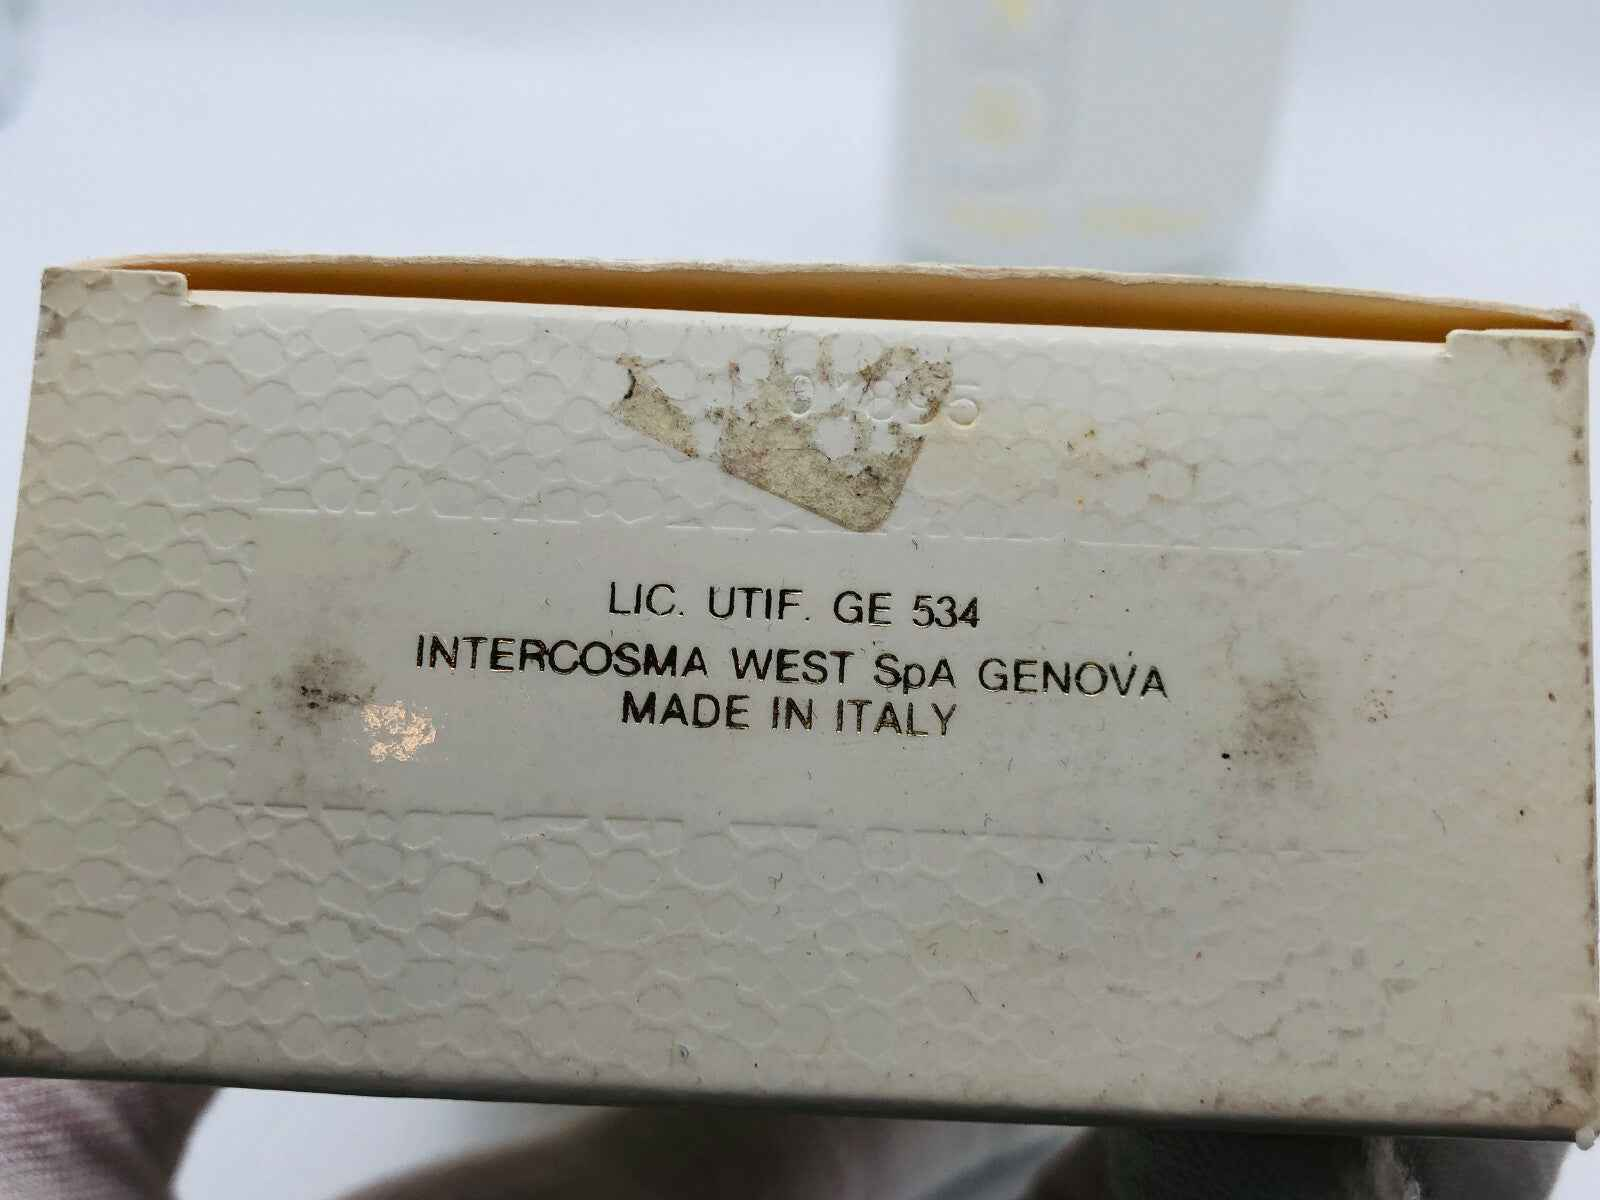 LIC. UTIF. GE 534
INTERCOSMA WEST SpA GENOVA
MADE IN ITALY